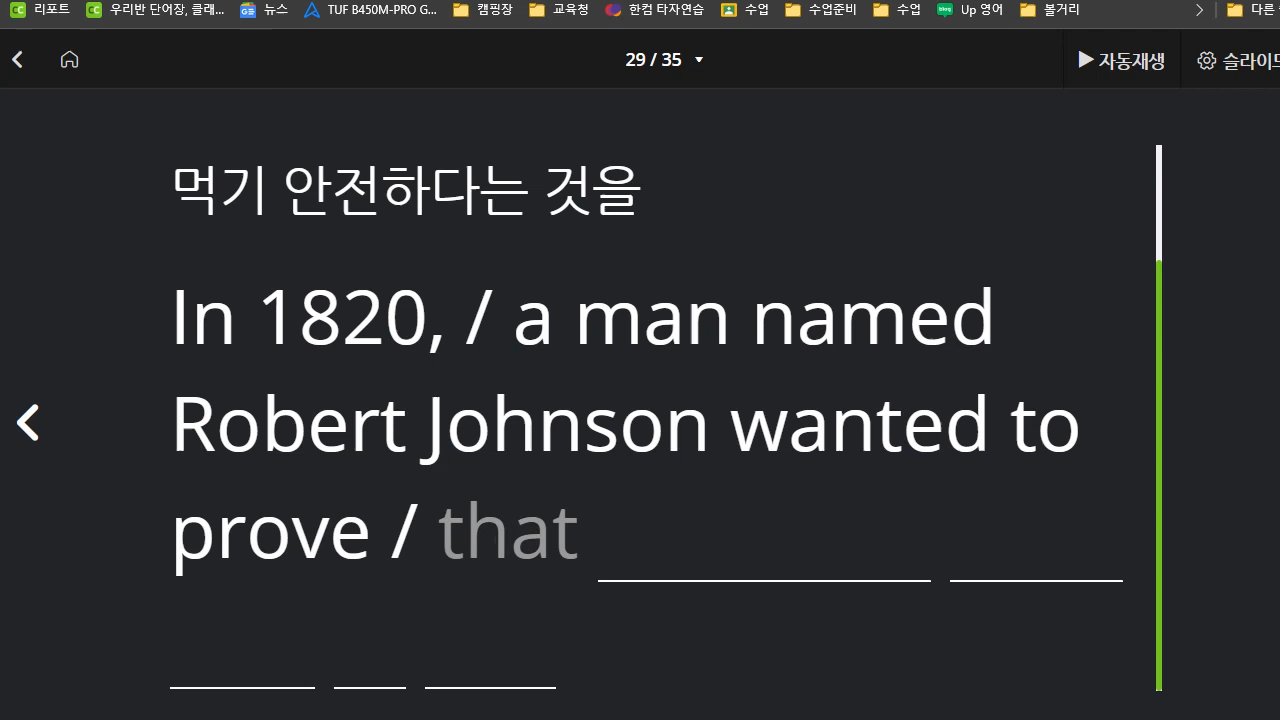 리포트 우리반 단어장, 클래... 뉴스 TUF B450M-PRO G... 캠핑장 교육청 한컴 타자연습 수업 수업준비 수업 Up 영어 볼거리 다른
29 / 35 자동재생 슬라이드
먹기 안전하다는 것을
In 1820, / a man named
Robert Johnson wanted to
prove / that